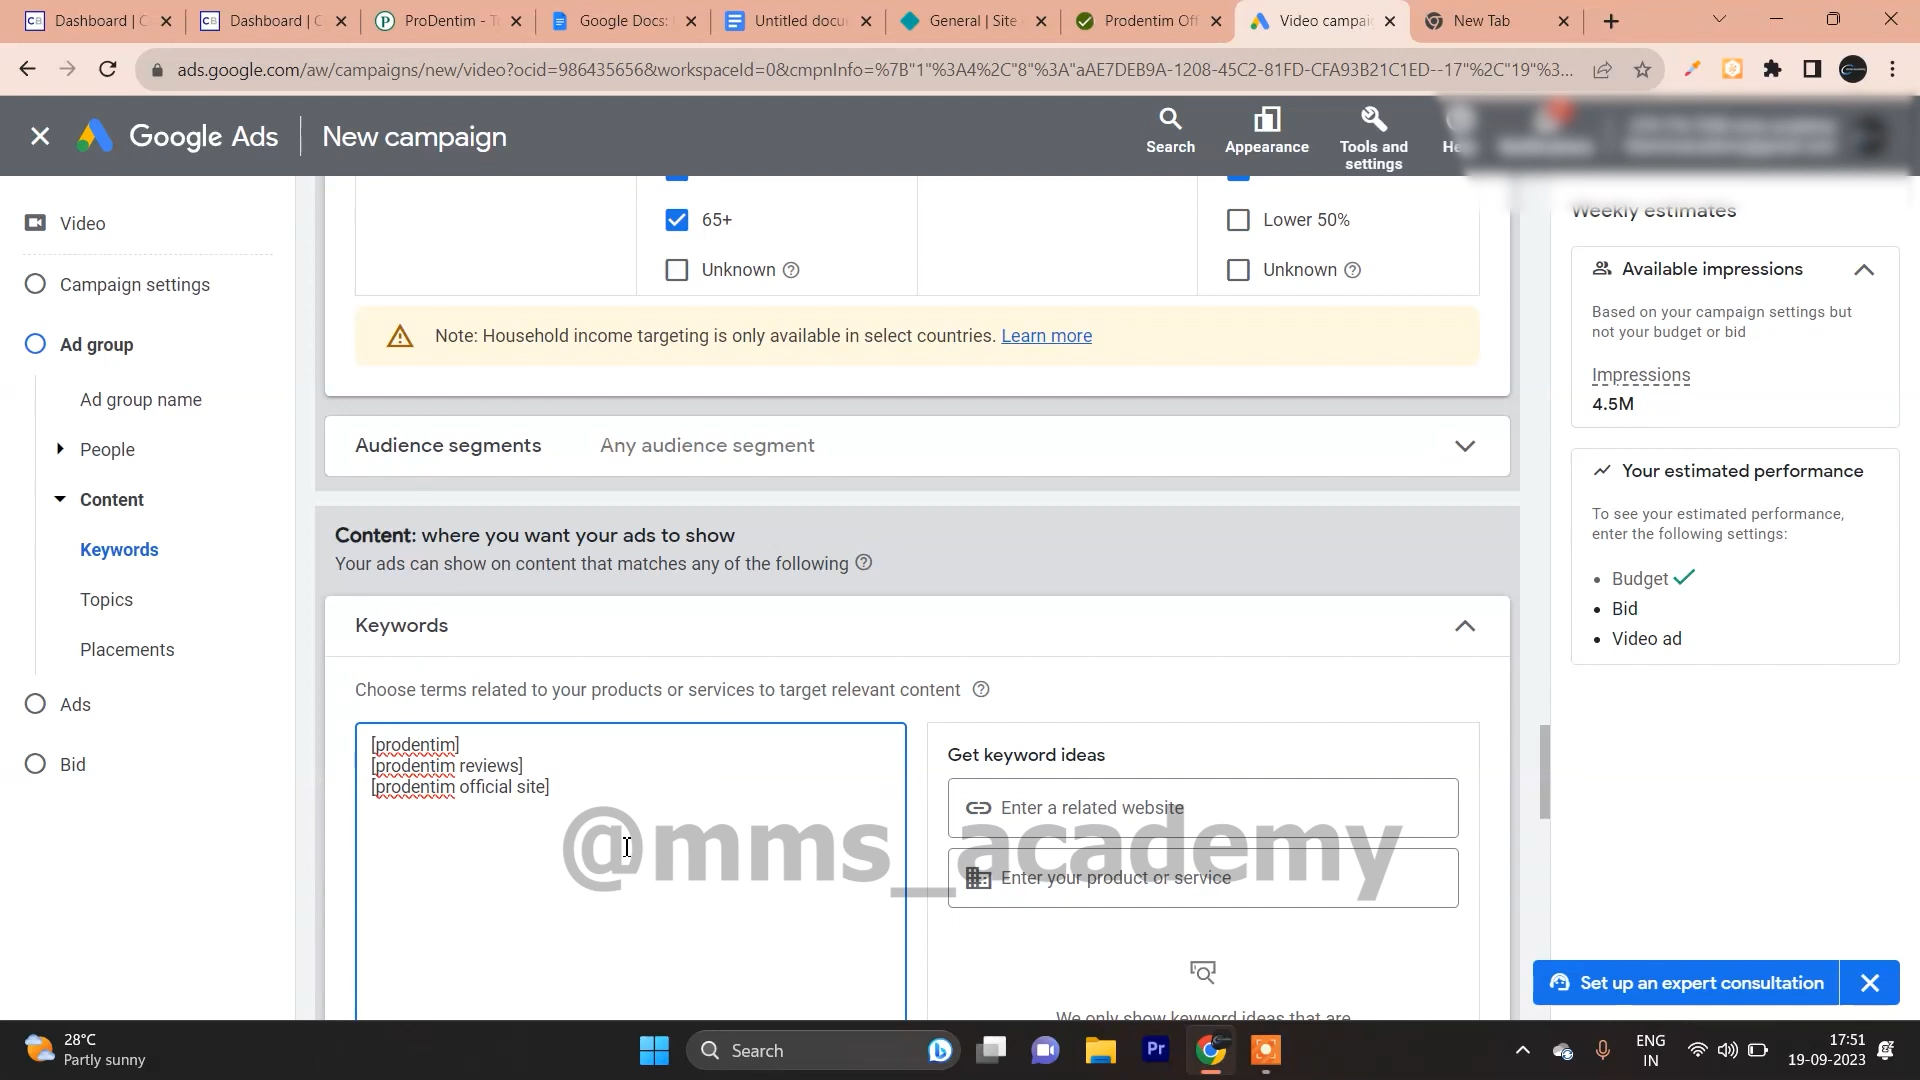 Dashboard | C
Dashboard | C
ProDentim - T
Google Docs:
Untitled docu
General | Site
Prodentim Off
Video campai
New Tab
ads.google.com/aw/campaigns/new/video?ocid=986435656&workspaceId=0&cmpnInfo=%7B"1"%3A4%2C"8"%3A"aAE7DEB9A-1208-45C2-81FD-CFA93B21C1ED--17"%2C"19"%3...
Google Ads
New campaign
Search
Appearance
Tools and
settings
Video
Campaign settings
Ad group
Ad group name
People
Content
Keywords
Topics
Placements
Ads
Bid
65+
Unknown
Lower 50%
Unknown
Note: Household income targeting is only available in select countries. Learn more
Audience segments
Any audience segment
Content: where you want your ads to show
Your ads can show on content that matches any of the following
Keywords
Choose terms related to your products or services to target relevant content
[prodentim]
[prodentim reviews]
[prodentim official site]
Get keyword ideas
Enter a related website
Enter your product or service
We only show keyword ideas that are
@mms_academy
Weekly estimates
Available impressions
Based on your campaign settings but
not your budget or bid
Impressions
4.5M
Your estimated performance
To see your estimated performance,
enter the following settings:
Budget
Bid
Video ad
Set up an expert consultation
28°C
Partly sunny
Search
Pr
ENG
IN
17:51
19-09-2023